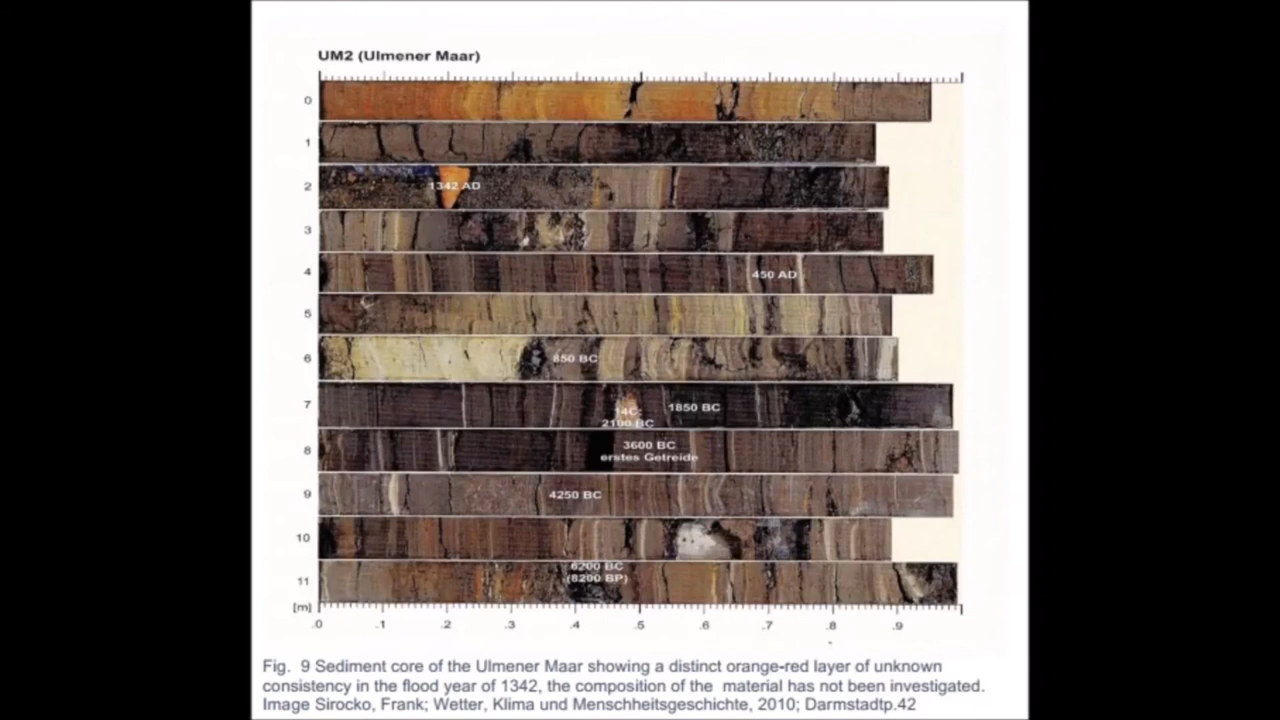 UM2 (Ulmener Maar)
0
1
2
1342 AD
3
4
450 AD
5
6
850 BC
7
14C:
2100 BC
1850 BC
8
3600 BC
erstes Getreide
9
4250 BC
10
11
6200 BC
(8200 BP)
[m]
.0 .1 .2 .3 .4 .5 .6 .7 .8 .9
Fig. 9 Sediment core of the Ulmener Maar showing a distinct orange-red layer of unknown
consistency in the flood year of 1342, the composition of the material has not been investigated.
Image Sirocko, Frank; Wetter, Klima und Menschheitsgeschichte, 2010; Darmstadtp.42